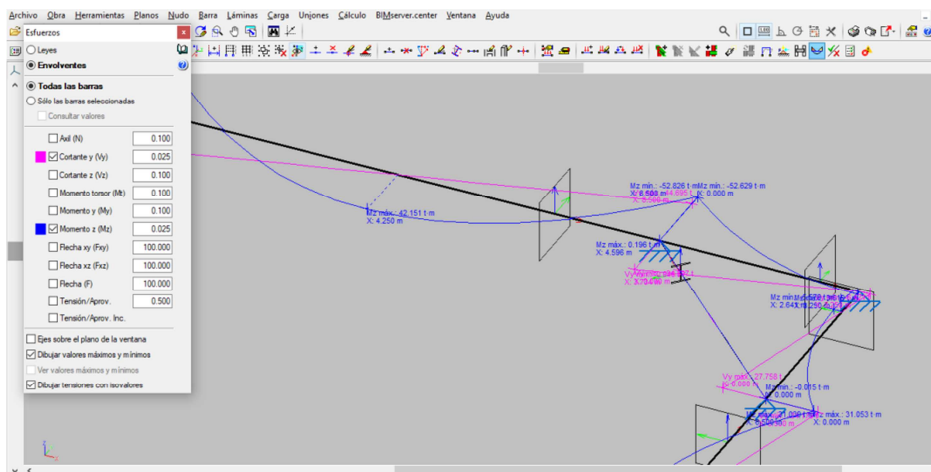 Archivo Obra Herramientas Planos Nudo Barra Láminas Carga Uniones Cálculo BIMserver.center Ventana Ayuda
Esfuerzos
Leyes
Envolventes
Todas las barras
Sólo las barras seleccionadas
Consultar valores
Axil (N) 0.100
Cortante y (Vy) 0.025
Cortante z (Vz) 0.100
Momento torsor (Mt) 0.100
Momento y (My) 0.100
Momento z (Mz) 0.025
Flecha xy (Fxy) 100.000
Flecha xz (Fxz) 100.000
Flecha (F) 100.000
Tensión/Aprov. 0.500
Tensión/Aprov. Inc.
Ejes sobre el plano de la ventana
Dibujar valores máximos y mínimos
Ver valores máximos y mínimos
Dibujar tensiones con isovalores
Mz máx.: 42.151 t·m
X: 4.250 m
Mz mín.: -52.826 t·m
Mz mín.: -52.629 t·m
X: 0.000 m
Mz máx.: 0.196 t·m
X: 4.596 m
Vy máx.: 27.758 t
X: 0.000 m
Mz mín.: -0.015 t·m
X: 0.000 m
Mz máx.: 31.053 t·m
X: 0.000 m